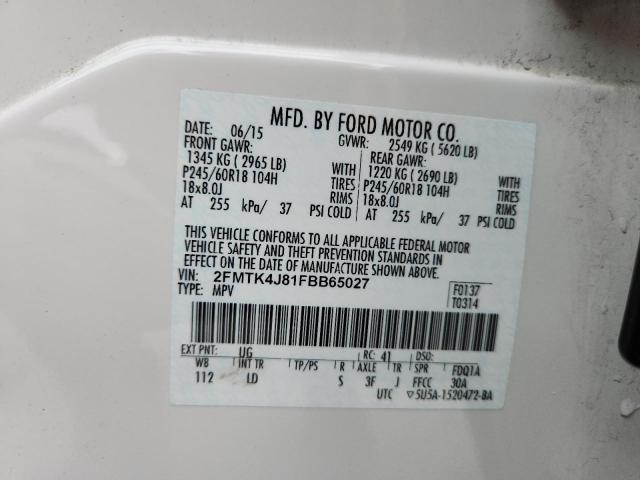 MFD. BY FORD MOTOR CO.
DATE: 06/15 GVWR: 2549 KG ( 5620 LB)
FRONT GAWR: REAR GAWR:
1345 KG ( 2965 LB) 1220 KG ( 2690 LB)
WITH WITH
P245/60R18 104H TIRES P245/60R18 104H TIRES
18x8.0J RIMS 18x8.0J RIMS
AT 255 kPa/ 37 PSI COLD AT 255 kPa/ 37 PSI COLD
THIS VEHICLE CONFORMS TO ALL APPLICABLE FEDERAL MOTOR
VEHICLE SAFETY AND THEFT PREVENTION STANDARDS IN
EFFECT ON THE DATE OF MANUFACTURE SHOWN ABOVE.
VIN: 2FMTK4J81FBB65027 F0137
TYPE: MPV T0314
EXT PNT: UG RC: 41 DSO:
WB INT TR TP/PS R AXLE TR SPR FDQ1A
112 LD S 3F J FFCC 30A
UTC ▽5U5A-1520472-BA